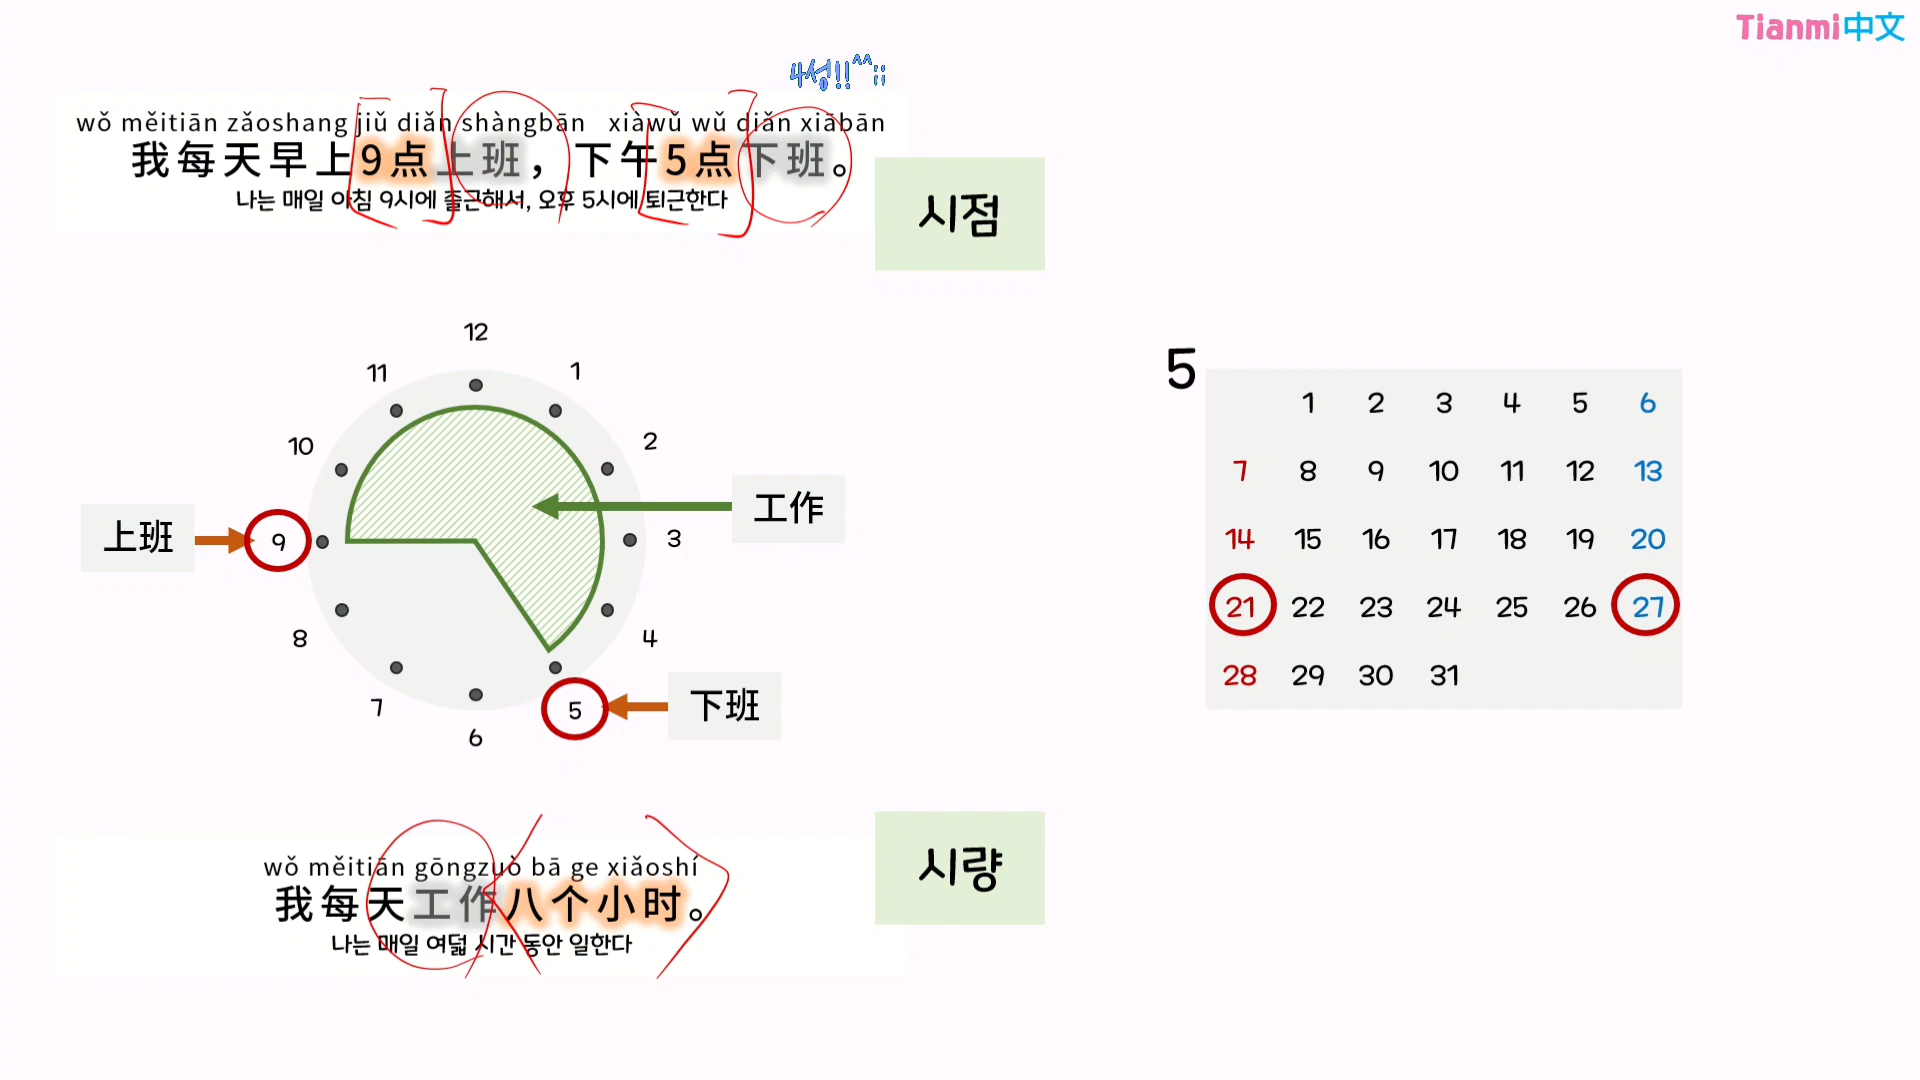 Tianmi中文
4성!!^^;;
wǒ měitiān zǎoshang jiǔ diǎn shàngbān xiàwǔ wǔ diǎn xiābān
我每天早上9点上班，下午5点下班。
나는 매일 아침 9시에 출근해서, 오후 5시에 퇴근한다
시점
12
11 1
10 2
上班 9 3 工作
8 4
7 5 下班
6
5
1 2 3 4 5 6
7 8 9 10 11 12 13
14 15 16 17 18 19 20
21 22 23 24 25 26 27
28 29 30 31
wǒ měitiān gōngzuò bā ge xiǎoshí
我每天工作八个小时。
나는 매일 여덟 시간 동안 일한다
시량